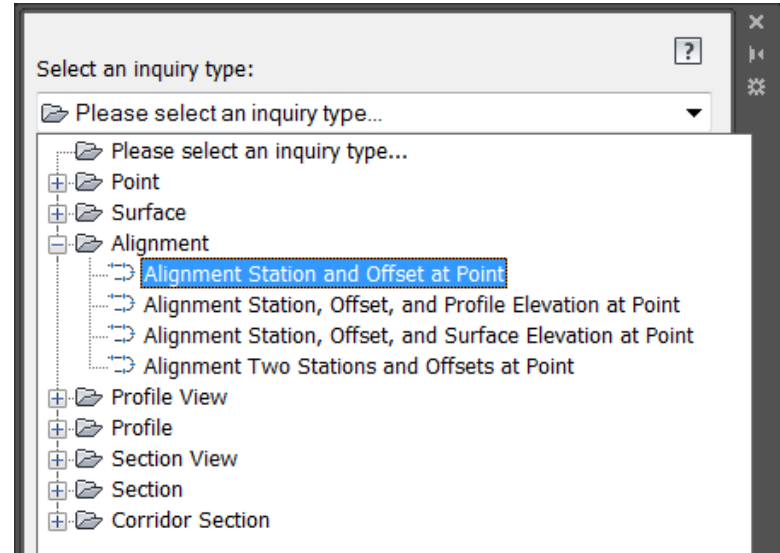 ?
Select an inquiry type:
Please select an inquiry type...
Please select an inquiry type...
Point
Surface
Alignment
Alignment Station and Offset at Point
Alignment Station, Offset, and Profile Elevation at Point
Alignment Station, Offset, and Surface Elevation at Point
Alignment Two Stations and Offsets at Point
Profile View
Profile
Section View
Section
Corridor Section